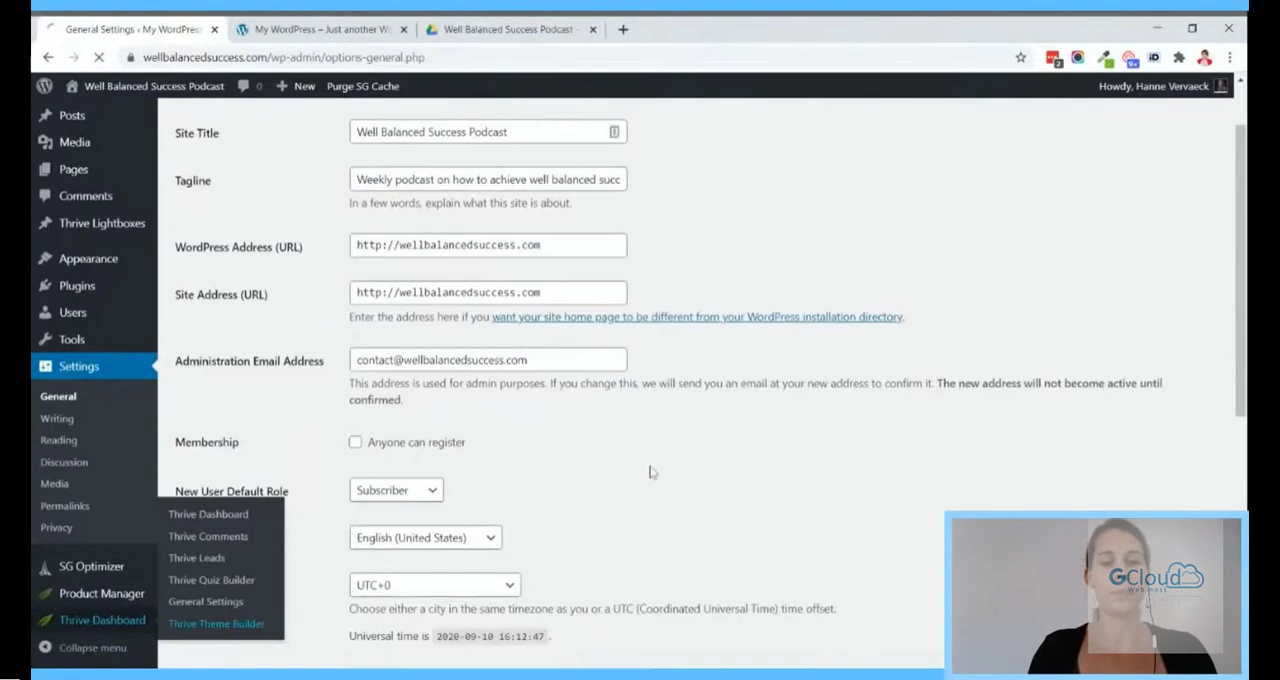 General Settings ‹ My WordPress
My WordPress – Just another W
Well Balanced Success Podcast -
wellbalancedsuccess.com/wp-admin/options-general.php
Well Balanced Success Podcast
0
New
Purge SG Cache
Howdy, Hanne Vervaeck
Posts
Media
Pages
Comments
Thrive Lightboxes
Appearance
Plugins
Users
Tools
Settings
General
Writing
Reading
Discussion
Media
Permalinks
Privacy
SG Optimizer
Product Manager
Thrive Dashboard
Collapse menu
Thrive Dashboard
Thrive Comments
Thrive Leads
Thrive Quiz Builder
General Settings
Thrive Theme Builder
Site Title
Well Balanced Success Podcast
Tagline
Weekly podcast on how to achieve well balanced succ
In a few words, explain what this site is about.
WordPress Address (URL)
http://wellbalancedsuccess.com
Site Address (URL)
http://wellbalancedsuccess.com
Enter the address here if you want your site home page to be different from your WordPress installation directory.
Administration Email Address
contact@wellbalancedsuccess.com
This address is used for admin purposes. If you change this, we will send you an email at your new address to confirm it. The new address will not become active until
confirmed.
Membership
Anyone can register
New User Default Role
Subscriber
English (United States)
UTC+0
Choose either a city in the same timezone as you or a UTC (Coordinated Universal Time) time offset.
Universal time is 2020-09-10 16:12:47 .
GCloud
Web Host